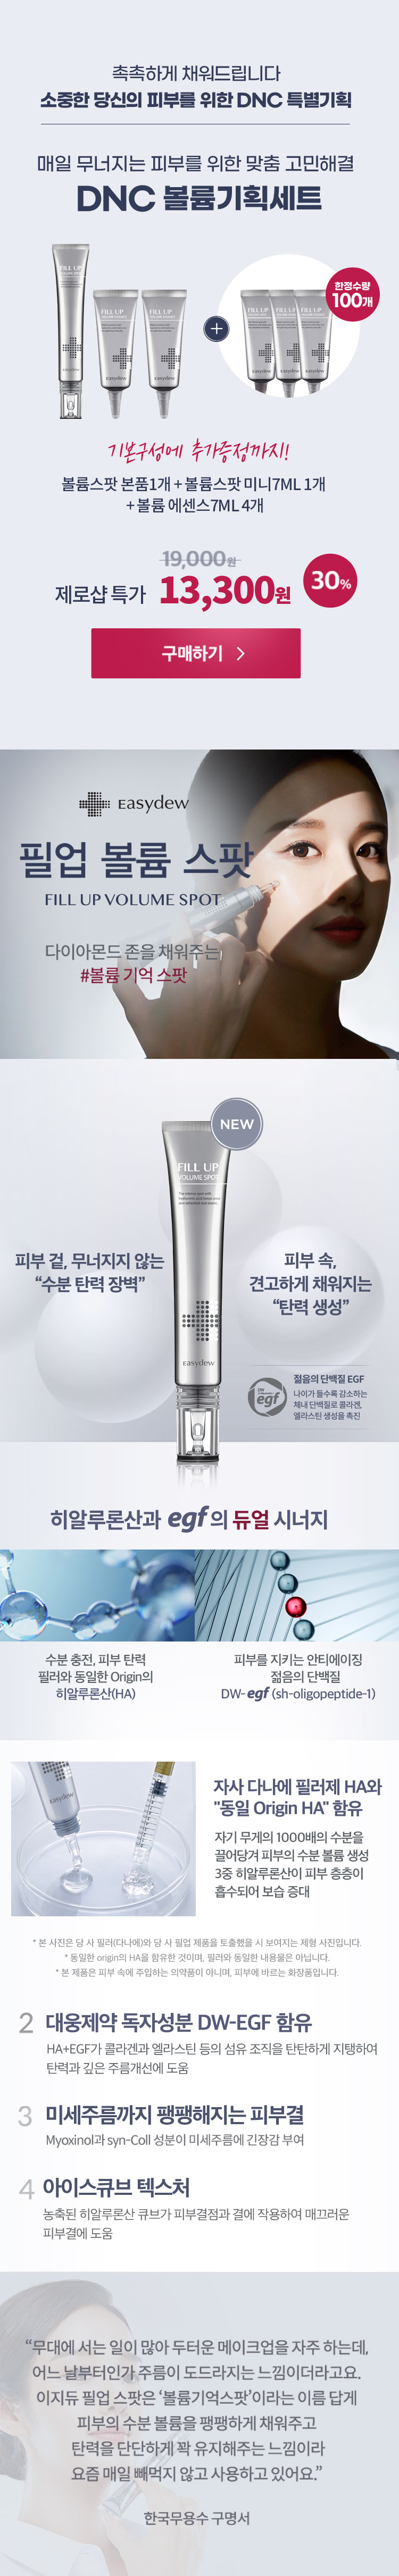 촉촉하게 채워드립니다
소중한 당신의 피부를 위한 DNC 특별기획
매일 무너지는 피부를 위한 맞춤 고민해결
DNC 볼륨기획세트
한정수량
100개
FILL UP
FILL UP
FILL UP
FILL UP
FILL UP
FILL UP
Easydew
Easydew
Easydew
+
기본구성에 추가증정까지!
볼륨스팟 본품1개 + 볼륨스팟 미니7ML 1개
+ 볼륨 에센스7ML 4개
19,000원
제로샵 특가 13,300원
30%
구매하기 >
Easydew
필업 볼륨 스팟
FILL UP VOLUME SPOT
다이아몬드 존을 채워주는
#볼륨 기억 스팟
NEW
FILL UP
VOLUME SPOT
피부 겉, 무너지지 않는
“수분 탄력 장벽”
피부 속,
견고하게 채워지는
“탄력 생성”
Easydew
DW
egf
젊음의 단백질 EGF
나이가 들수록 감소하는
체내 단백질로 콜라겐,
엘라스틴 생성을 촉진
히알루론산과 egf 의 듀얼 시너지
수분 충전, 피부 탄력
필러와 동일한 Origin의
히알루론산(HA)
피부를 지키는 안티에이징
젊음의 단백질
DW-egf (sh-oligopeptide-1)
Easydew
자사 다나에 필러제 HA와
"동일 Origin HA" 함유
자기 무게의 1000배의 수분을
끌어당겨 피부의 수분 볼륨 생성
3중 히알루론산이 피부 층층이
흡수되어 보습 증대
* 본 사진은 당 사 필러(다나에)와 당 사 필업 제품을 토출했을 시 보여지는 제형 사진입니다.
* 동일한 origin의 HA를 함유한 것이며, 필러와 동일한 내용물은 아닙니다.
* 본 제품은 피부 속에 주입하는 의약품이 아니며, 피부에 바르는 화장품입니다.
2 대웅제약 독자성분 DW-EGF 함유
HA+EGF가 콜라겐과 엘라스틴 등의 섬유 조직을 탄탄하게 지탱하여
탄력과 깊은 주름개선에 도움
3 미세주름까지 팽팽해지는 피부결
Myoxinol과 syn-Coll 성분이 미세주름에 긴장감 부여
4 아이스큐브 텍스처
농축된 히알루론산 큐브가 피부결점과 결에 작용하여 매끄러운
피부결에 도움
“무대에 서는 일이 많아 두터운 메이크업을 자주 하는데,
어느 날부터인가 주름이 도드라지는 느낌이더라고요.
이지듀 필업 스팟은 ‘볼륨기억스팟’이라는 이름 답게
피부의 수분 볼륨을 팽팽하게 채워주고
탄력을 단단하게 꽉 유지해주는 느낌이라
요즘 매일 빼먹지 않고 사용하고 있어요.”
한국무용수 구명서